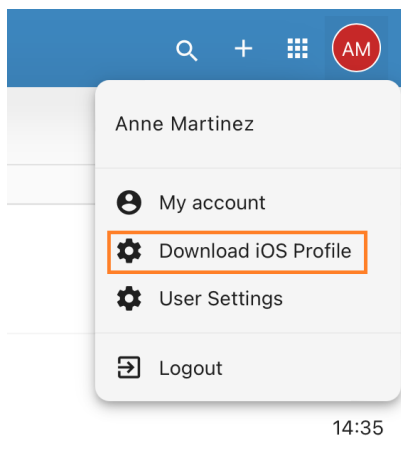 AM
Anne Martinez
My account
Download iOS Profile
User Settings
Logout
14:35